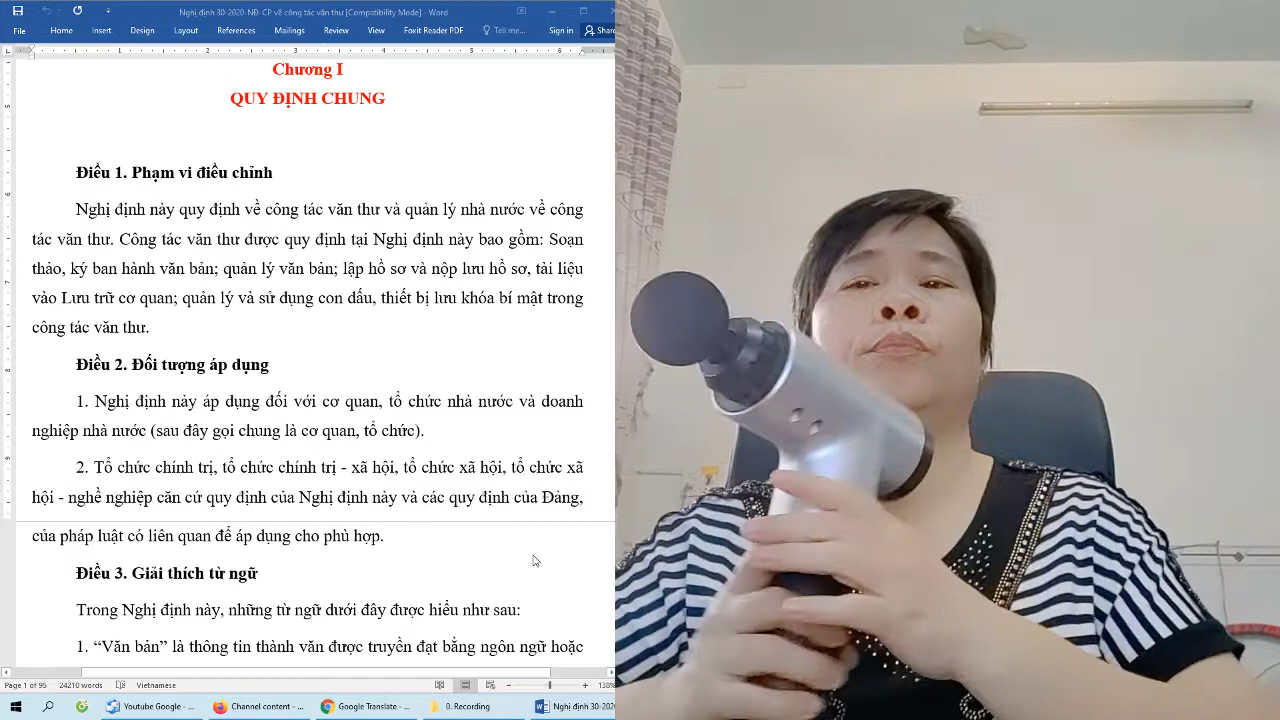 Nghị định 30-2020-NĐ-CP về công tác văn thư [Compatibility Mode] - Word
File Home Insert Design Layout References Mailings Review View Foxit Reader PDF Tell me... Sign in Share
Chương I
QUY ĐỊNH CHUNG
Điều 1. Phạm vi điều chỉnh
Nghị định này quy định về công tác văn thư và quản lý nhà nước về công
tác văn thư. Công tác văn thư được quy định tại Nghị định này bao gồm: Soạn
thảo, ký ban hành văn bản; quản lý văn bản; lập hồ sơ và nộp lưu hồ sơ, tài liệu
vào Lưu trữ cơ quan; quản lý và sử dụng con dấu, thiết bị lưu khóa bí mật trong
công tác văn thư.
Điều 2. Đối tượng áp dụng
1. Nghị định này áp dụng đối với cơ quan, tổ chức nhà nước và doanh
nghiệp nhà nước (sau đây gọi chung là cơ quan, tổ chức).
2. Tổ chức chính trị, tổ chức chính trị - xã hội, tổ chức xã hội, tổ chức xã
hội - nghề nghiệp căn cứ quy định của Nghị định này và các quy định của Đảng,
của pháp luật có liên quan để áp dụng cho phù hợp.
Điều 3. Giải thích từ ngữ
Trong Nghị định này, những từ ngữ dưới đây được hiểu như sau:
1. “Văn bản” là thông tin thành văn được truyền đạt bằng ngôn ngữ hoặc
Page 1 of 95 24210 words Vietnamese 138%
Youtube Google -... Channel content -... Google Translate -... 0. Recording Nghị định 30-2020